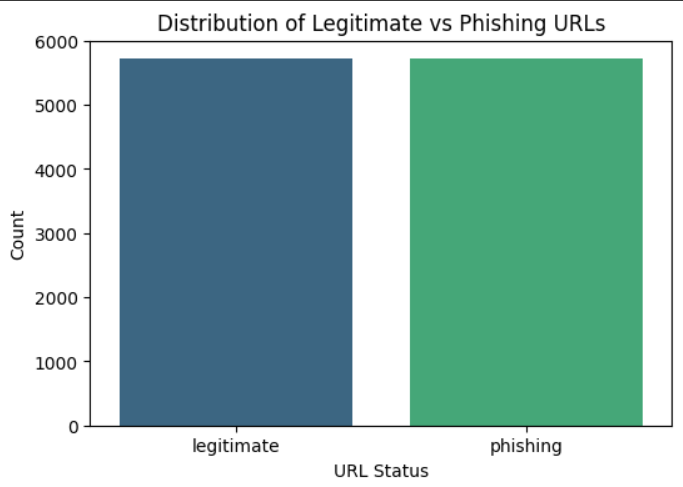 Distribution of Legitimate vs Phishing URLs
6000
5000
4000
3000
2000
1000
0
Count
legitimate
phishing
URL Status